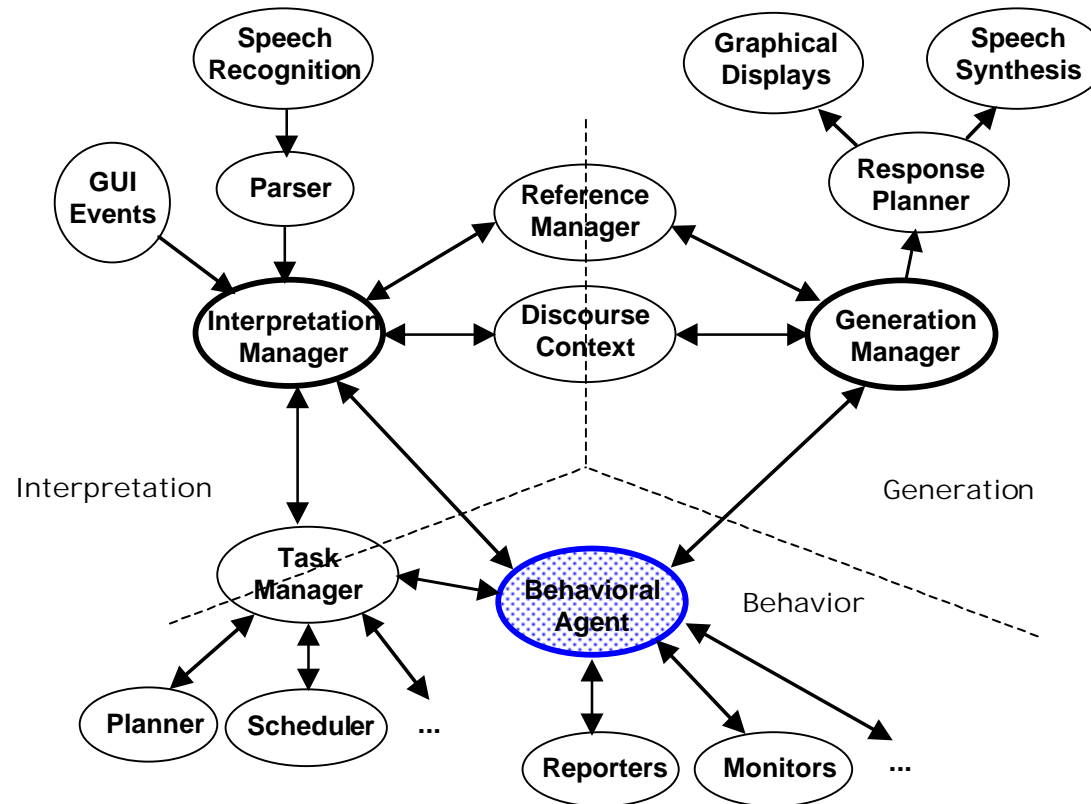 Speech
Recognition
Graphical
Displays
Speech
Synthesis
GUI
Events
Parser
Reference
Manager
Response
Planner
Interpretation
Manager
Discourse
Context
Generation
Manager
Interpretation
Generation
Task
Manager
Behavioral
Agent
Behavior
Planner
Scheduler
...
Reporters
Monitors
...